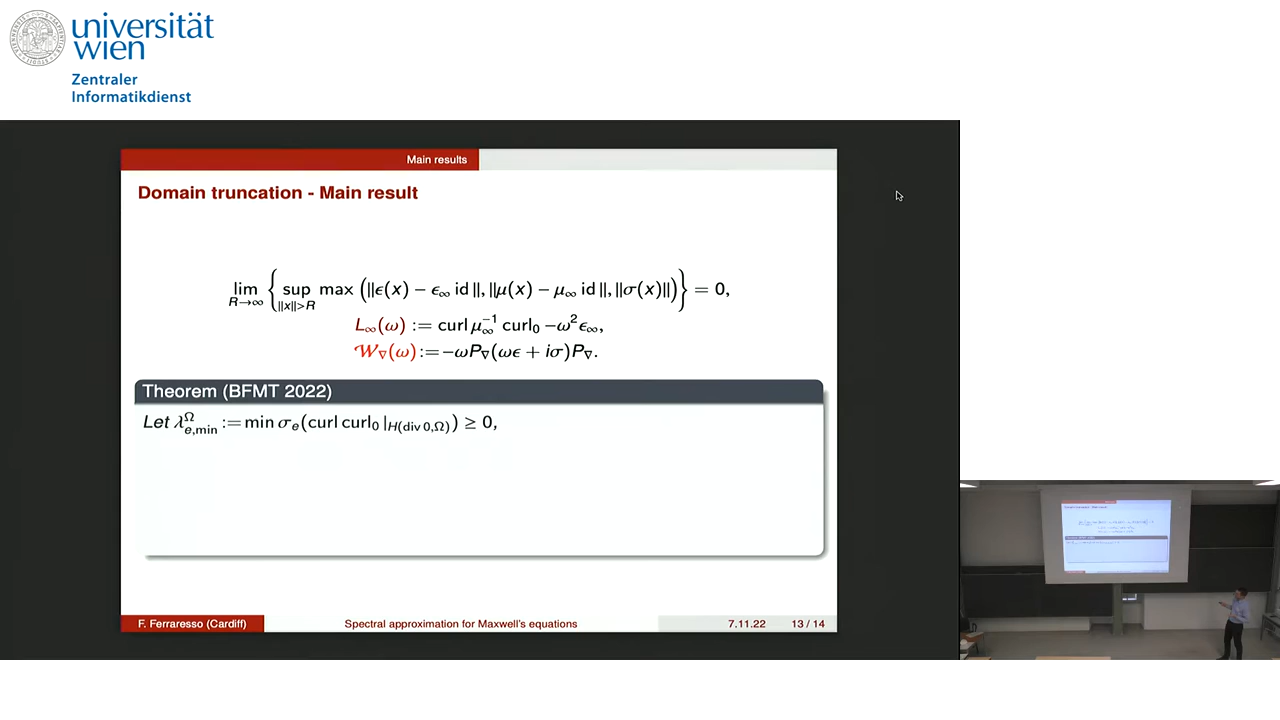 universität
wien
Zentraler
Informatikdienst
Main results
Domain truncation - Main result
lim_{R→∞} { sup_{||x||>R} max (||ϵ(x) − ϵ_∞ id ||, ||μ(x) − μ_∞ id ||, ||σ(x)||) } = 0,
L_∞(ω) := curl μ_∞^{−1} curl_0 −ω^2 ϵ_∞,
𝒲_∇(ω) := −ωP_∇(ωϵ + iσ)P_∇.
Theorem (BFMT 2022)
Let λ^Ω_{e,min} := min σ_e(curl curl_0 |_{H(div 0,Ω)}) ≥ 0,
F. Ferraresso (Cardiff) Spectral approximation for Maxwell's equations 7.11.22 13 / 14